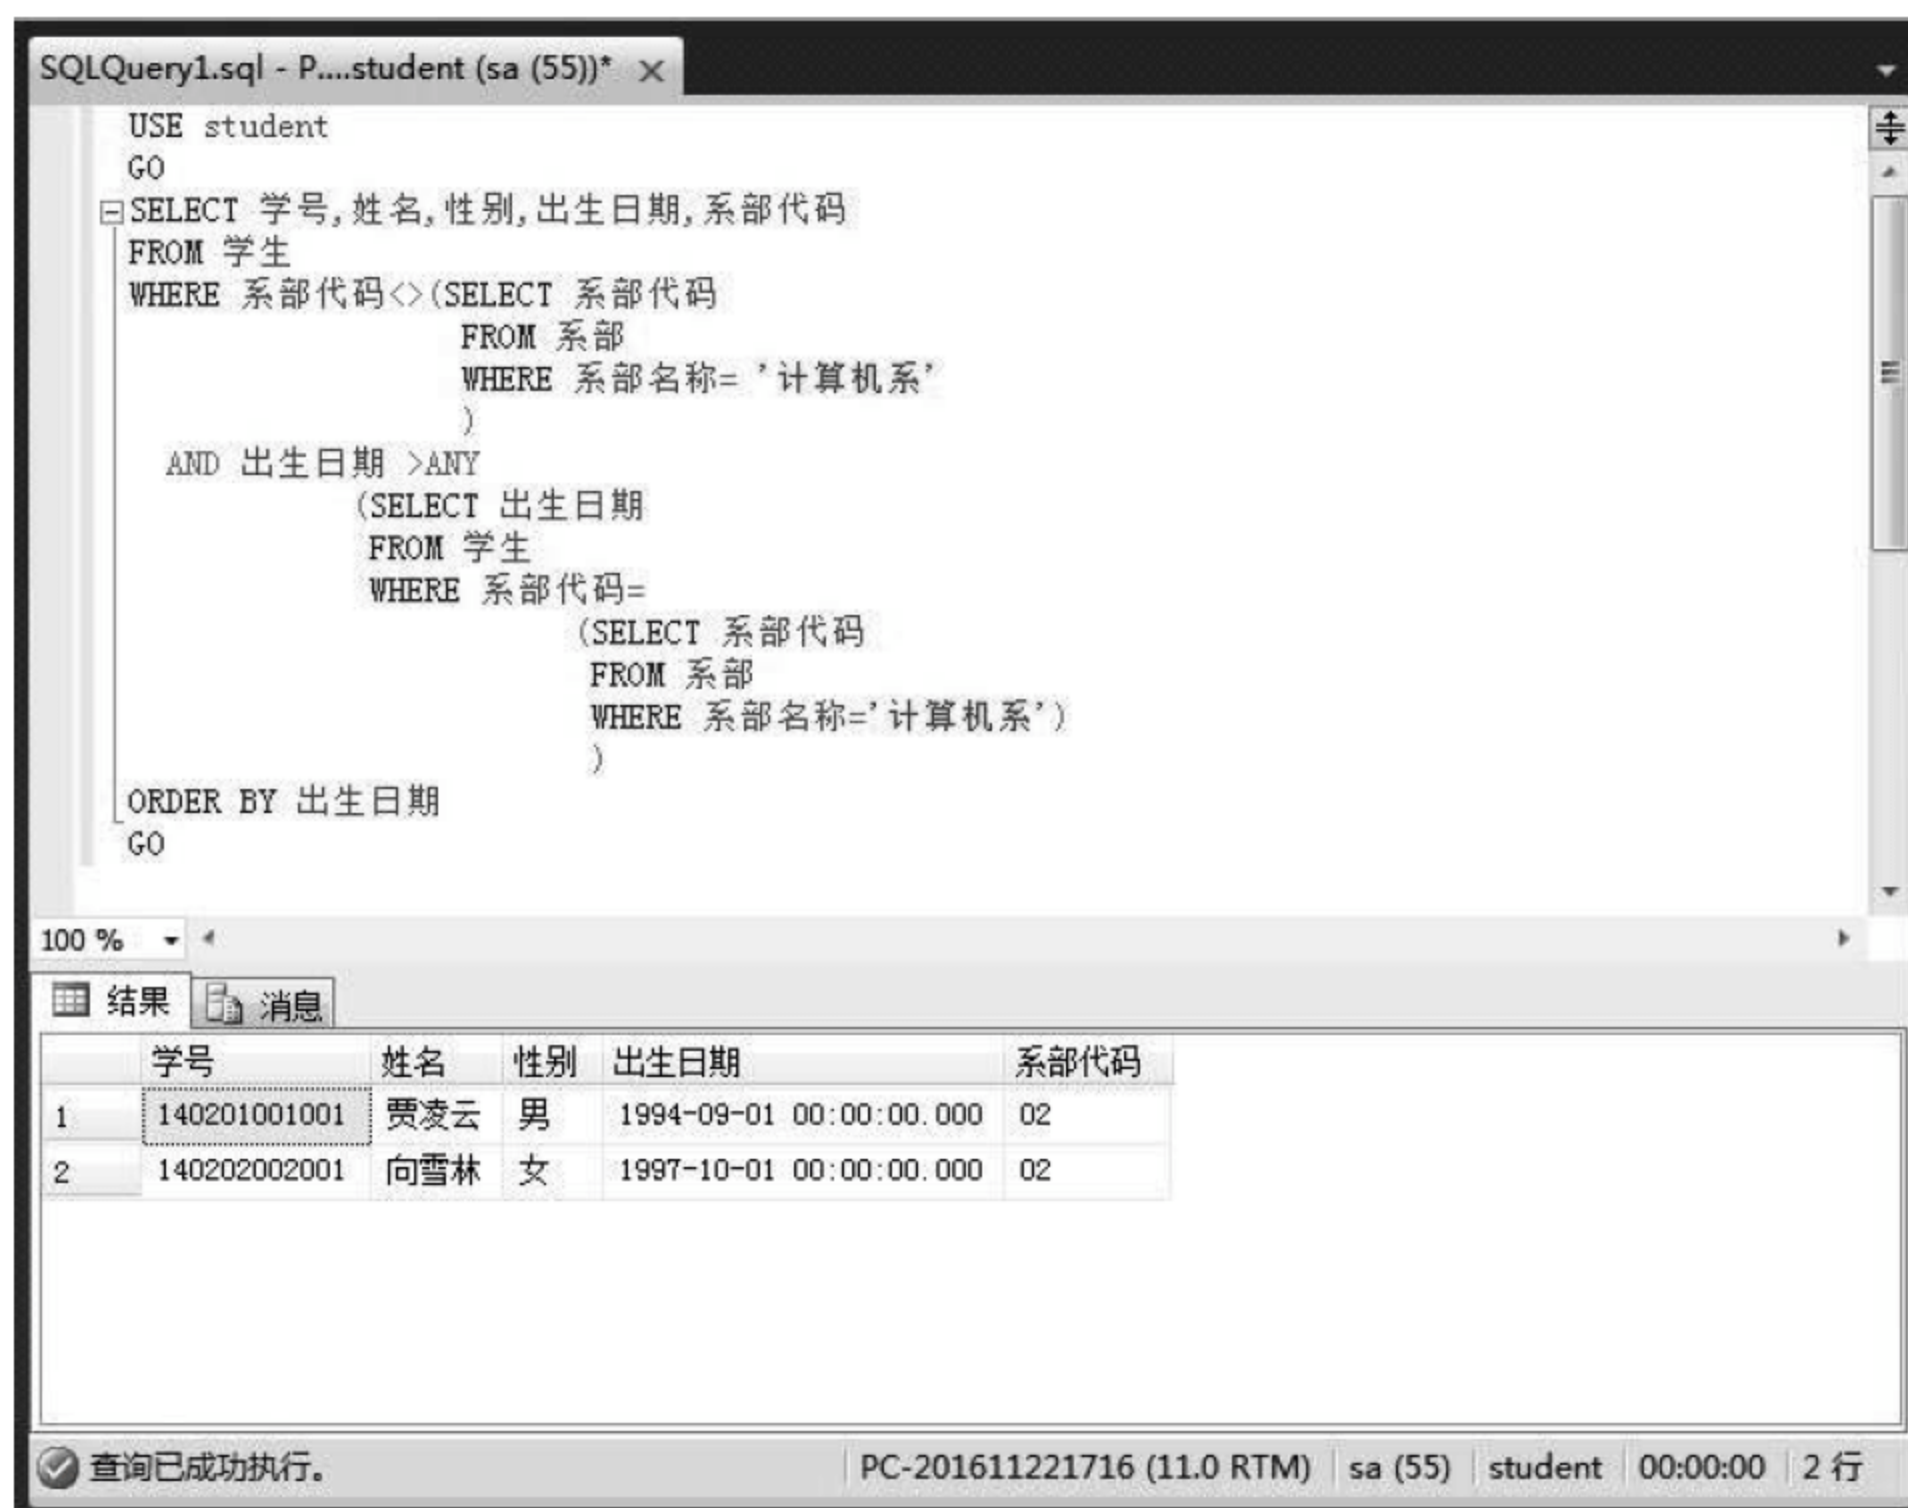 SQLQuery1.sql - P....student (sa (55))* ×
USE student
GO
SELECT 学号,姓名,性别,出生日期,系部代码
FROM 学生
WHERE 系部代码<>(SELECT 系部代码
FROM 系部
WHERE 系部名称= '计算机系'
)
AND 出生日期 >ANY
(SELECT 出生日期
FROM 学生
WHERE 系部代码=
(SELECT 系部代码
FROM 系部
WHERE 系部名称='计算机系')
)
ORDER BY 出生日期
GO
100 %
结果 消息
学号 姓名 性别 出生日期 系部代码
1 140201001001 贾凌云 男 1994-09-01 00:00:00.000 02
2 140202002001 向雪林 女 1997-10-01 00:00:00.000 02
查询已成功执行。 PC-201611221716 (11.0 RTM) sa (55) student 00:00:00 2 行